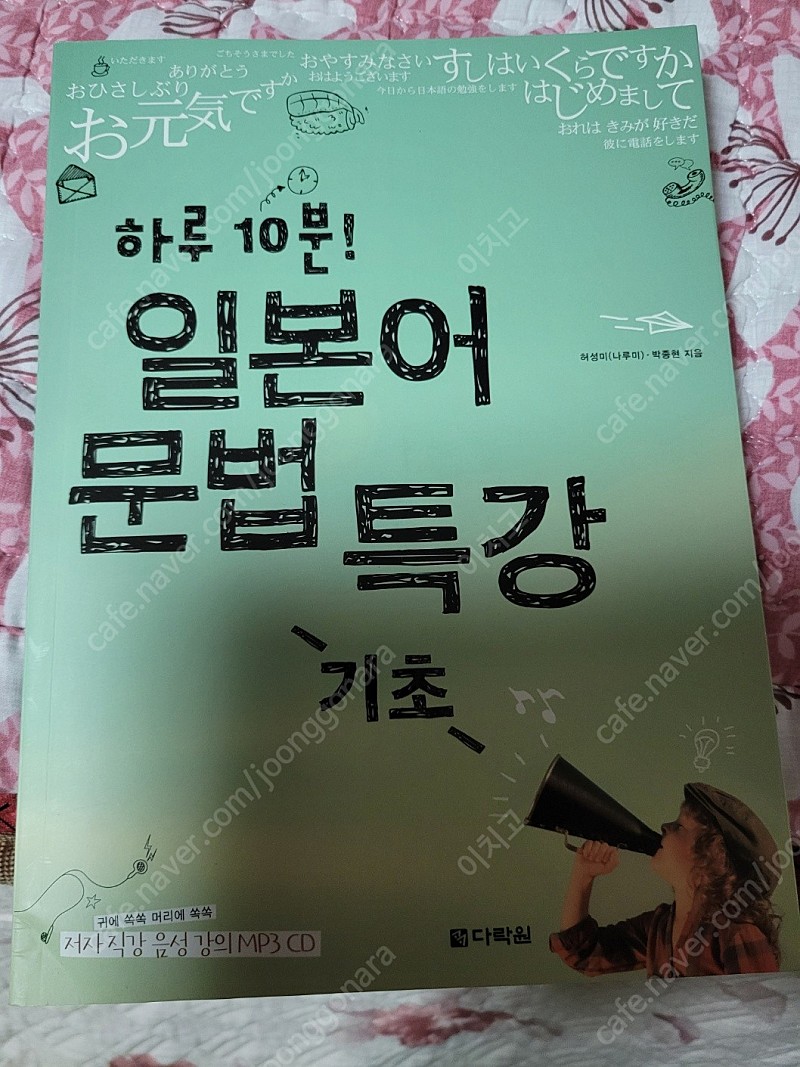 いただきます
ごちそうさまでした
ありがとう
おやすみなさい
すしはいくらですか
おひさしぶり
おはようございます
今日から日本語の勉強をします
はじめまして
お元気ですか
おれは きみが 好きだ
彼に電話をします
하루 10분!
일본어
허성미(나루미)·박중현 지음
문법
특강
기초
귀에 쏙쏙 머리에 쏙쏙
저자 직강 음성 강의 MP3 CD
다락원
cafe.naver.com/joonggonara
이치고